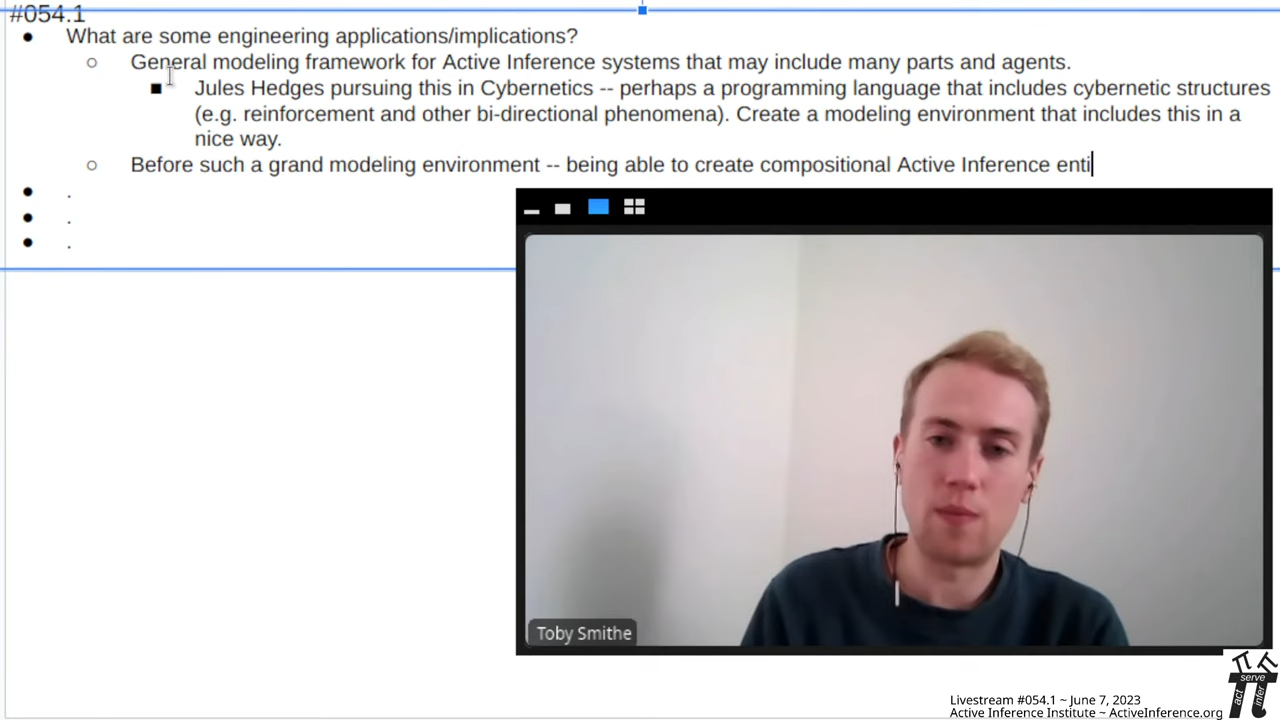 #054.1
● What are some engineering applications/implications?
○ General modeling framework for Active Inference systems that may include many parts and agents.
■ Jules Hedges pursuing this in Cybernetics -- perhaps a programming language that includes cybernetic structures
(e.g. reinforcement and other bi-directional phenomena). Create a modeling environment that includes this in a
nice way.
○ Before such a grand modeling environment -- being able to create compositional Active Inference enti
● .
● .
● .
Toby Smithe
Livestream #054.1 ~ June 7, 2023
Active Inference Institute ~ ActiveInference.org
π π
serve
act infer